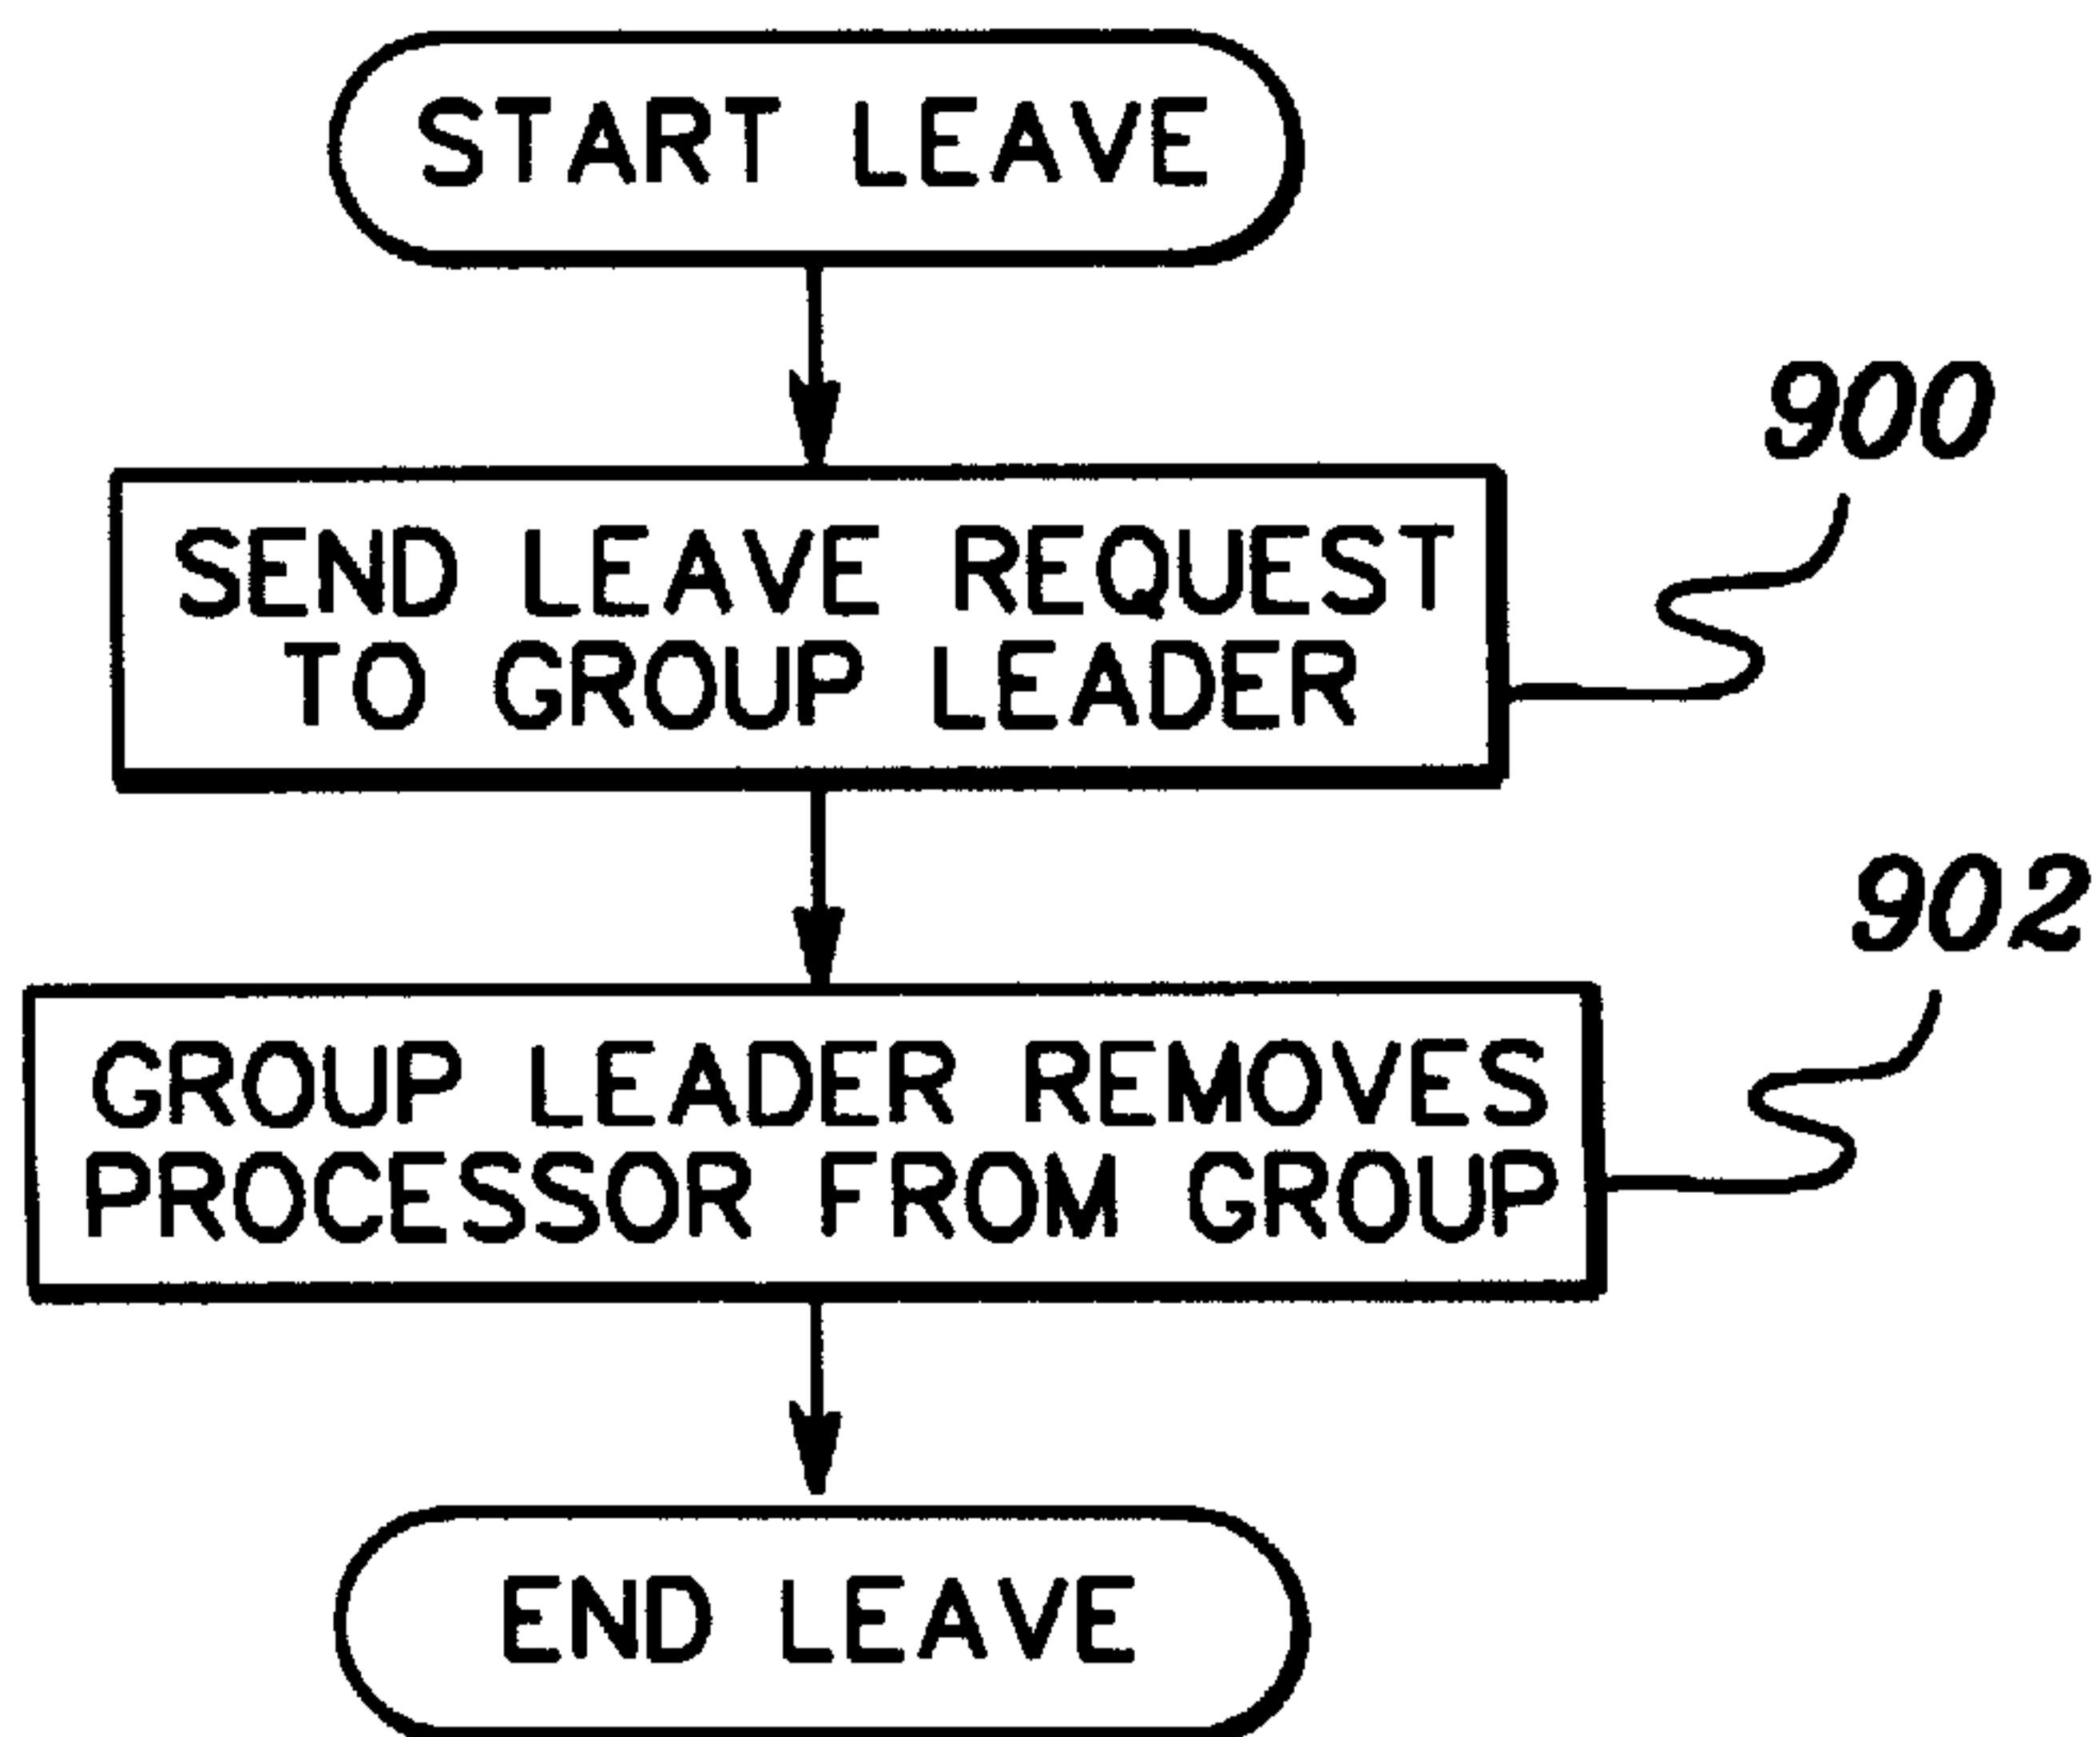 START LEAVE
900
SEND LEAVE REQUEST
TO GROUP LEADER
902
GROUP LEADER REMOVES
PROCESSOR FROM GROUP
END LEAVE